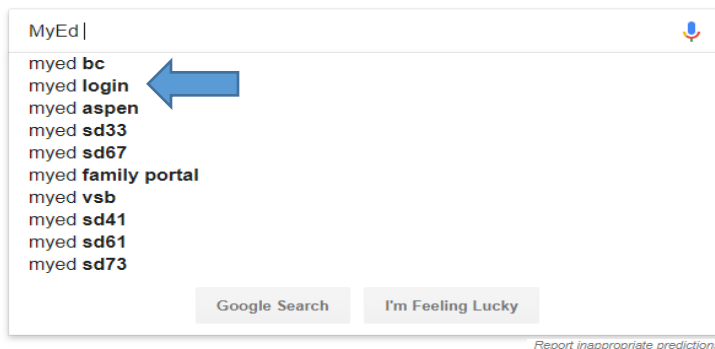 MyEd
myed bc
myed login
myed aspen
myed sd33
myed sd67
myed family portal
myed vsb
myed sd41
myed sd61
myed sd73
Google Search I'm Feeling Lucky
Report inappropriate predictions